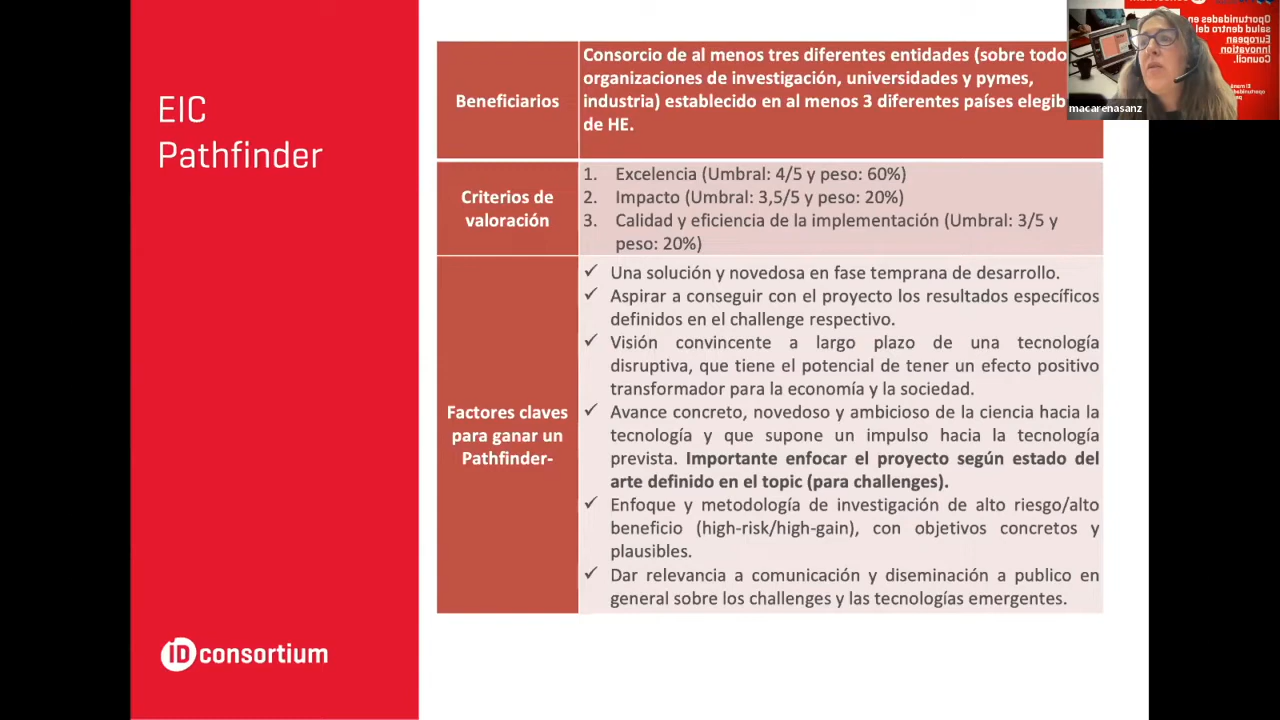 EIC
Pathfinder
Beneficiarios
Consorcio de al menos tres diferentes entidades (sobre todo
organizaciones de investigación, universidades y pymes,
industria) establecido en al menos 3 diferentes países elegib
de HE.
Criterios de
valoración
1. Excelencia (Umbral: 4/5 y peso: 60%)
2. Impacto (Umbral: 3,5/5 y peso: 20%)
3. Calidad y eficiencia de la implementación (Umbral: 3/5 y
peso: 20%)
Factores claves
para ganar un
Pathfinder-
✓ Una solución y novedosa en fase temprana de desarrollo.
✓ Aspirar a conseguir con el proyecto los resultados específicos
definidos en el challenge respectivo.
✓ Visión convincente a largo plazo de una tecnología
disruptiva, que tiene el potencial de tener un efecto positivo
transformador para la economía y la sociedad.
✓ Avance concreto, novedoso y ambicioso de la ciencia hacia la
tecnología y que supone un impulso hacia la tecnología
prevista. Importante enfocar el proyecto según estado del
arte definido en el topic (para challenges).
✓ Enfoque y metodología de investigación de alto riesgo/alto
beneficio (high-risk/high-gain), con objetivos concretos y
plausibles.
✓ Dar relevancia a comunicación y diseminación a publico en
general sobre los challenges y las tecnologías emergentes.
ID consortium
Oportunidades en
salud dentro del
European
Innovation
Council.
macarenasanz